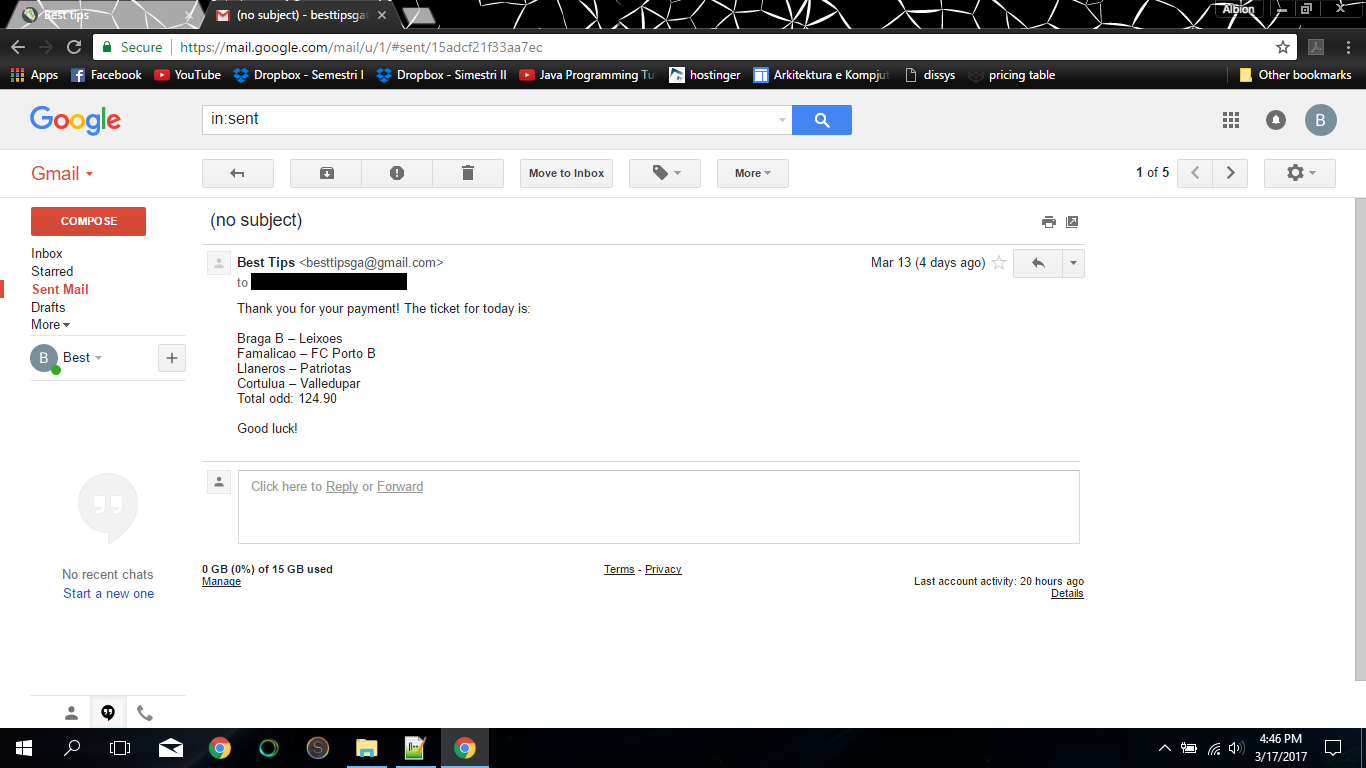 Best tips
(no subject) - besttipsga
Albion
Secure https://mail.google.com/mail/u/1/#sent/15adcf21f33aa7ec
Apps Facebook YouTube Dropbox - Semestri I Dropbox - Simestri II Java Programming Tu hostinger Arkitektura e Kompjut dissys pricing table Other bookmarks
Google in:sent B
Gmail Move to Inbox More 1 of 5
COMPOSE
(no subject)
Inbox
Starred
Sent Mail
Drafts
More
B Best
Best Tips <besttipsga@gmail.com> Mar 13 (4 days ago)
to
Thank you for your payment! The ticket for today is:
Braga B – Leixoes
Famalicao – FC Porto B
Llaneros – Patriotas
Cortulua – Valledupar
Total odd: 124.90
Good luck!
Click here to Reply or Forward
No recent chats
Start a new one
0 GB (0%) of 15 GB used
Manage
Terms - Privacy
Last account activity: 20 hours ago
Details
4:46 PM
3/17/2017